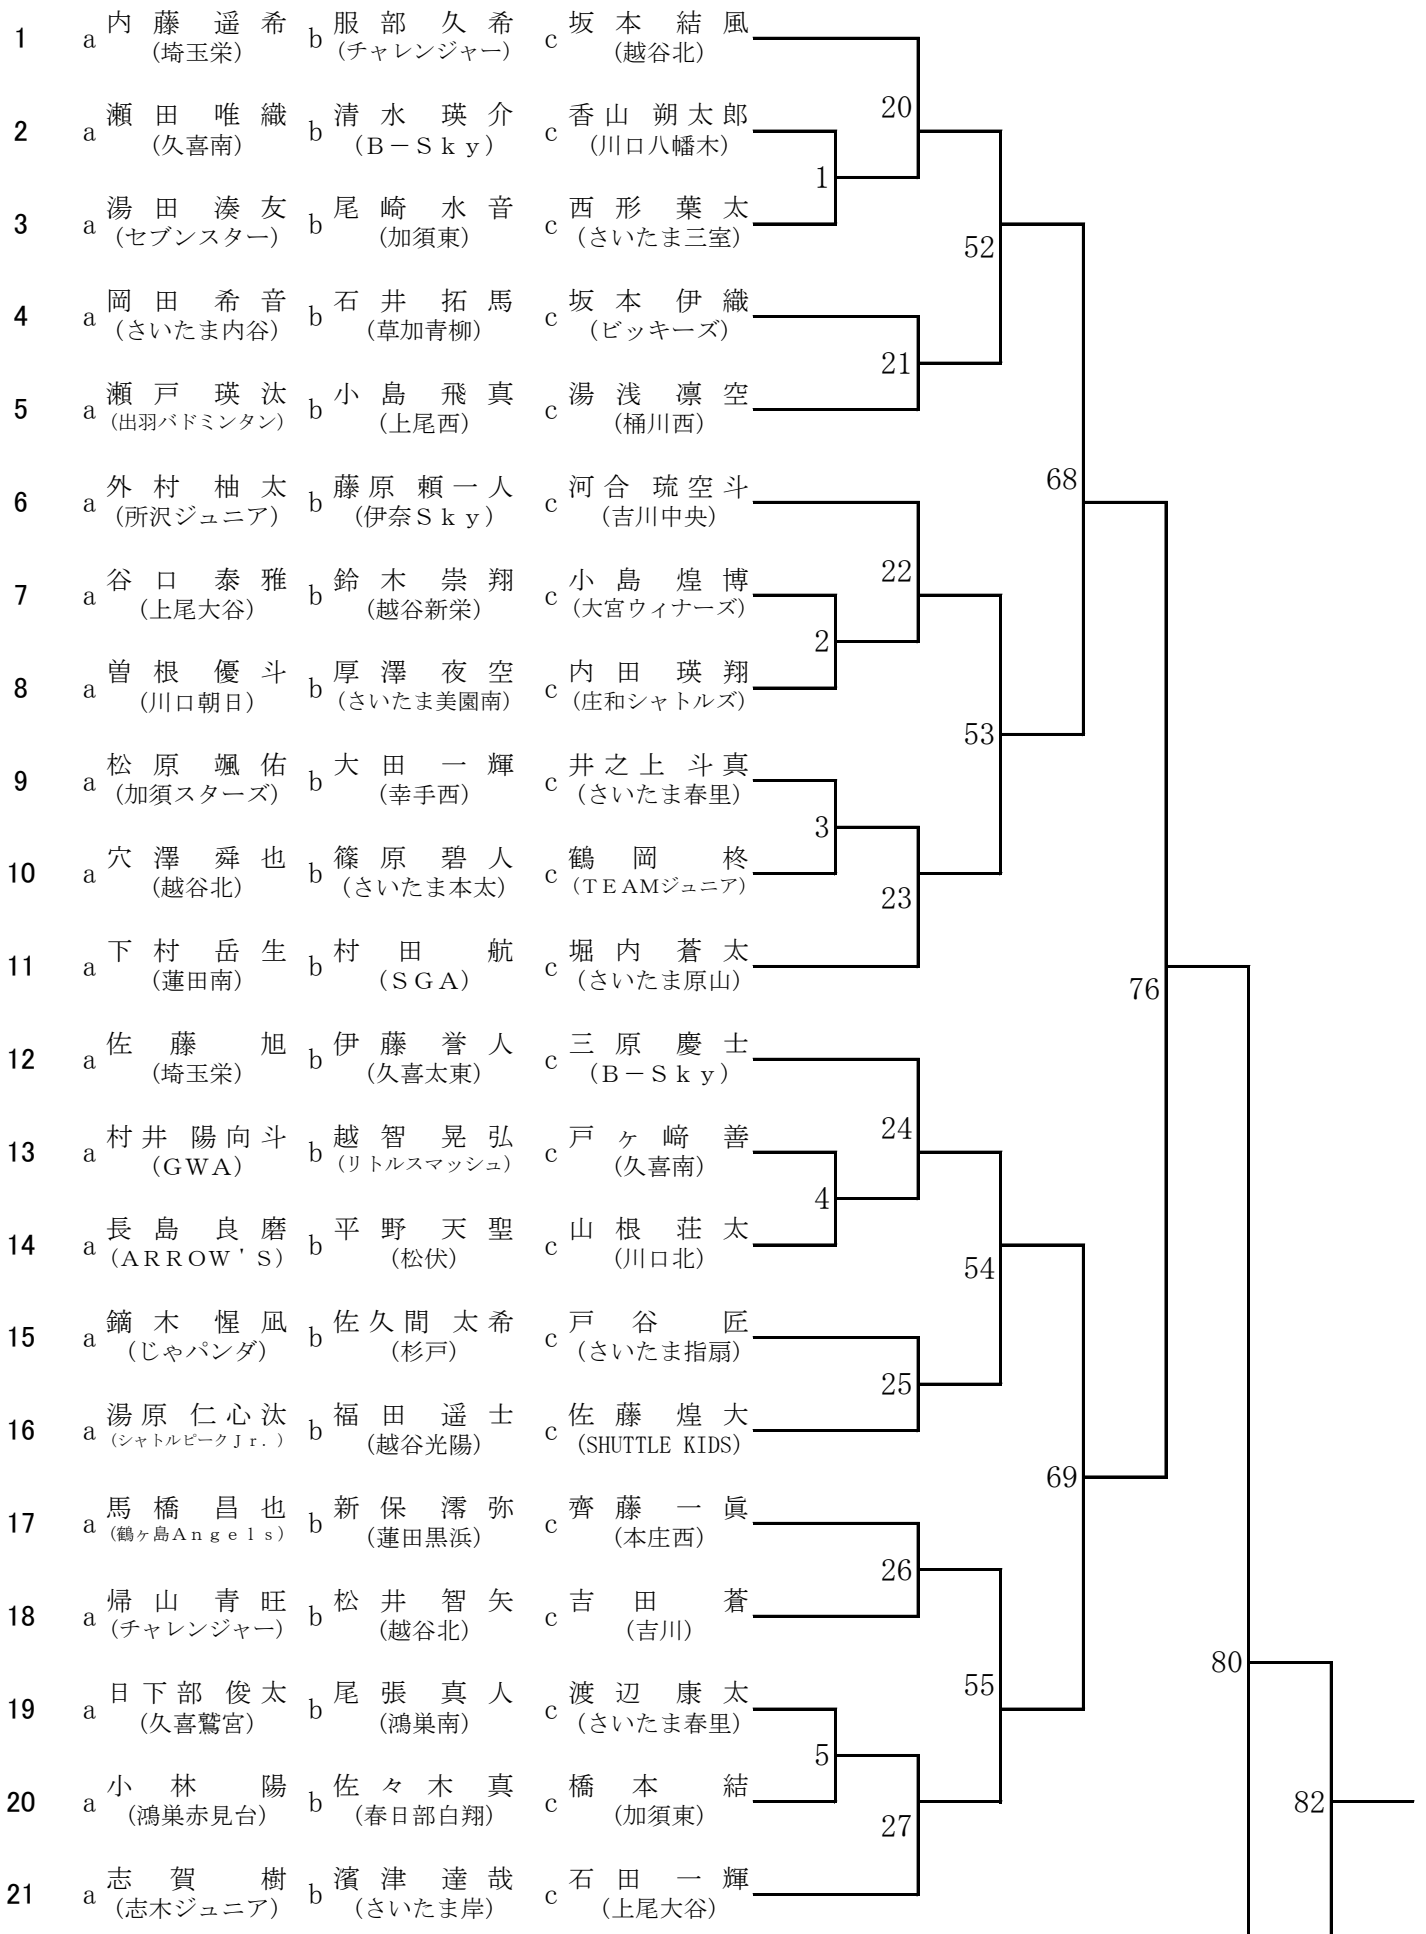 1 a 内藤 遥希 b 服部 久希 c 坂本 結風
(埼玉栄) (チャレンジャー) (越谷北)
20
2 a 瀬田 唯織 b 清水 瑛介 c 香山 朔太郎
(久喜南) (B－Sky) (川口八幡木)
1
3 a 湯田 湊友 b 尾崎 水音 c 西形 葉太
(セブンスター) (加須東) (さいたま三室)
52
4 a 岡田 希音 b 石井 拓馬 c 坂本 伊織
(さいたま内谷) (草加青柳) (ビッキーズ)
21
5 a 瀬戸 瑛汰 b 小島 飛真 c 湯浅 凛空
(出羽バドミンタン) (上尾西) (桶川西)
68
6 a 外村 柚太 b 藤原 頼一人 c 河合 琉空斗
(所沢ジュニア) (伊奈Sky) (吉川中央)
22
7 a 谷口 泰雅 b 鈴木 崇翔 c 小島 煌博
(上尾大谷) (越谷新栄) (大宮ウィナーズ)
2
8 a 曽根 優斗 b 厚澤 夜空 c 内田 瑛翔
(川口朝日) (さいたま美園南) (庄和シャトルズ)
53
9 a 松原 颯佑 b 大田 一輝 c 井之上 斗真
(加須スターズ) (幸手西) (さいたま春里)
3
10 a 穴澤 舜也 b 篠原 碧人 c 鶴岡 柊
(越谷北) (さいたま本太) (TEAMジュニア)
23
11 a 下村 岳生 b 村田 航 c 堀内 蒼太
(蓮田南) (SGA) (さいたま原山)
76
12 a 佐藤 旭 b 伊藤 誉人 c 三原 慶士
(埼玉栄) (久喜太東) (B－Sky)
24
13 a 村井 陽向斗 b 越智 晃弘 c 戸ヶ﨑 善
(GWA) (リトルスマッシュ) (久喜南)
4
14 a 長島 良磨 b 平野 天聖 c 山根 荘太
(ARROW'S) (松伏) (川口北)
54
15 a 鏑木 惺凪 b 佐久間 太希 c 戸谷 匠
(じゃパンダ) (杉戸) (さいたま指扇)
25
16 a 湯原 仁心汰 b 福田 遥士 c 佐藤 煌大
(シャトルピークJr.) (越谷光陽) (SHUTTLE KIDS)
69
17 a 馬橋 昌也 b 新保 澪弥 c 齊藤 一眞
(鶴ヶ島Angels) (蓮田黒浜) (本庄西)
26
18 a 帰山 青旺 b 松井 智矢 c 吉田 蒼
(チャレンジャー) (越谷北) (吉川)
80
55
19 a 日下部 俊太 b 尾張 真人 c 渡辺 康太
(久喜鷲宮) (鴻巣南) (さいたま春里)
5
20 a 小林 陽 b 佐々木 真 c 橋本 結
(鴻巣赤見台) (春日部白翔) (加須東)
82
27
21 a 志賀 樹 b 濱津 達哉 c 石田 一輝
(志木ジュニア) (さいたま岸) (上尾大谷)